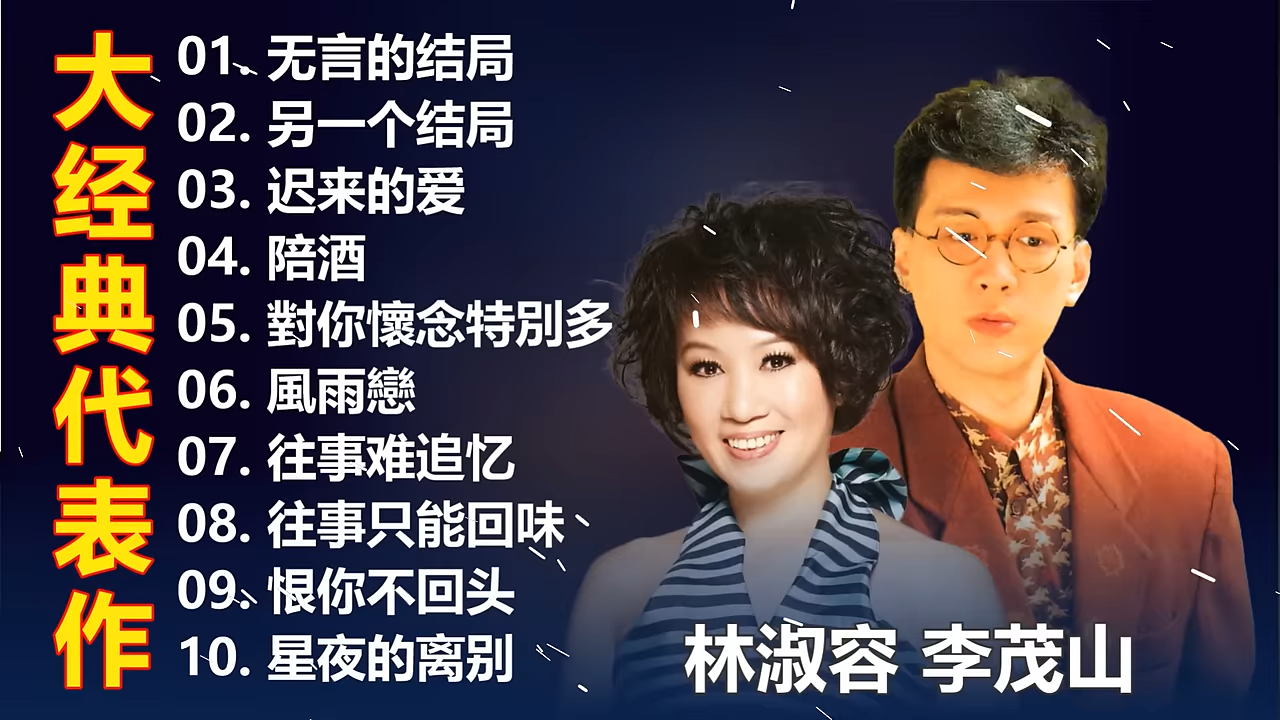 大经典代表作
01. 无言的结局
02. 另一个结局
03. 迟来的爱
04. 陪酒
05. 對你懷念特別多
06. 風雨戀
07. 往事难追忆
08. 往事只能回味
09. 恨你不回头
10. 星夜的离别
林淑容 李茂山